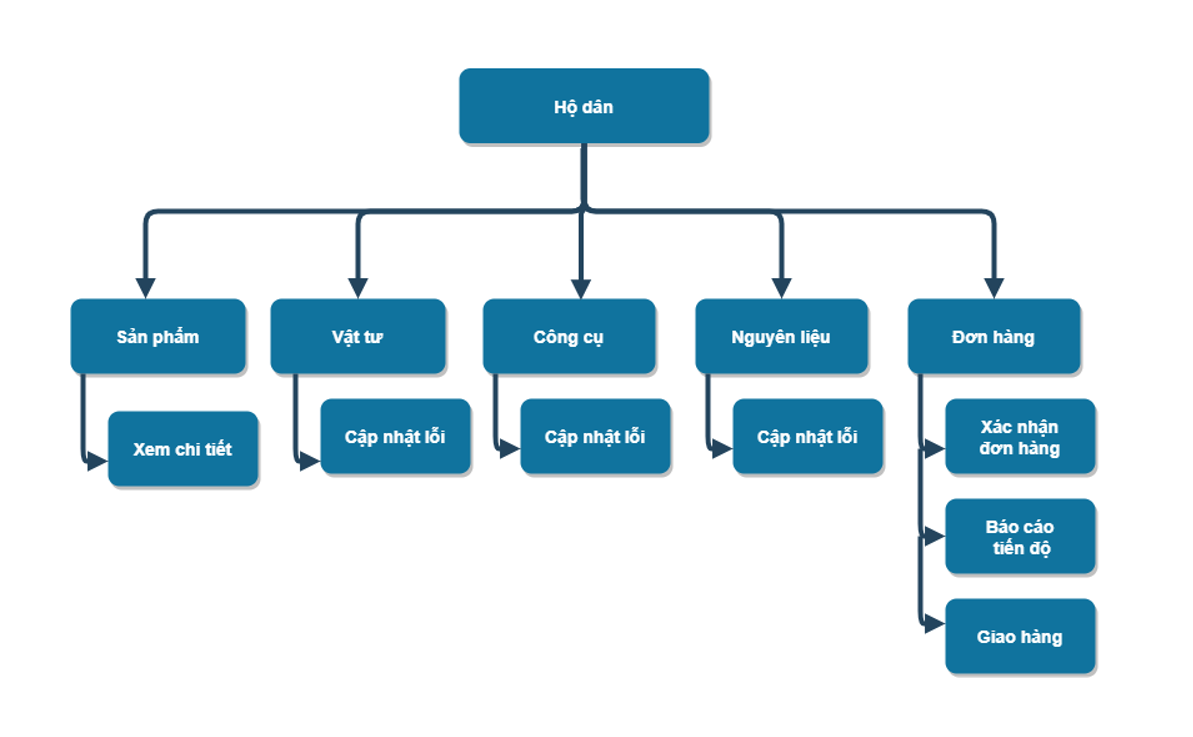 Hộ dân
Sản phẩm
Vật tư
Công cụ
Nguyên liệu
Đơn hàng
Xem chi tiết
Cập nhật lỗi
Cập nhật lỗi
Cập nhật lỗi
Xác nhận
đơn hàng
Báo cáo
tiến độ
Giao hàng